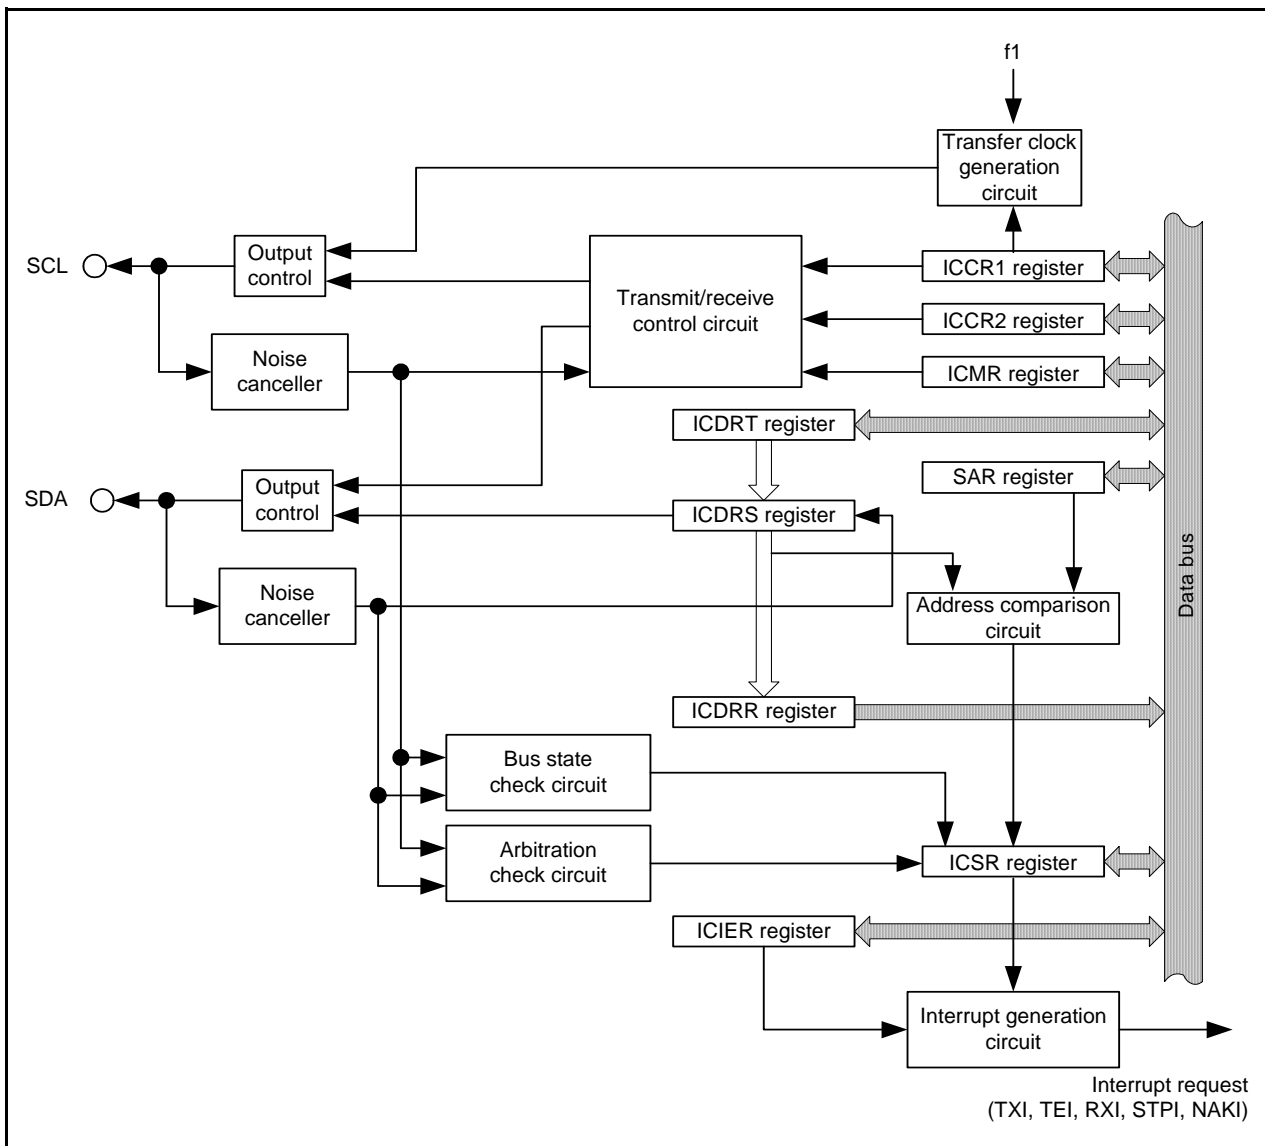 f1
Transfer clock
generation
circuit
SCL
Output
control
Transmit/receive
control circuit
ICCR1 register
ICCR2 register
Noise
canceller
ICMR register
ICDRT register
SDA
Output
control
SAR register
ICDRS register
Data bus
Noise
canceller
Address comparison
circuit
ICDRR register
Bus state
check circuit
Arbitration
check circuit
ICSR register
ICIER register
Interrupt generation
circuit
Interrupt request
(TXI, TEI, RXI, STPI, NAKI)